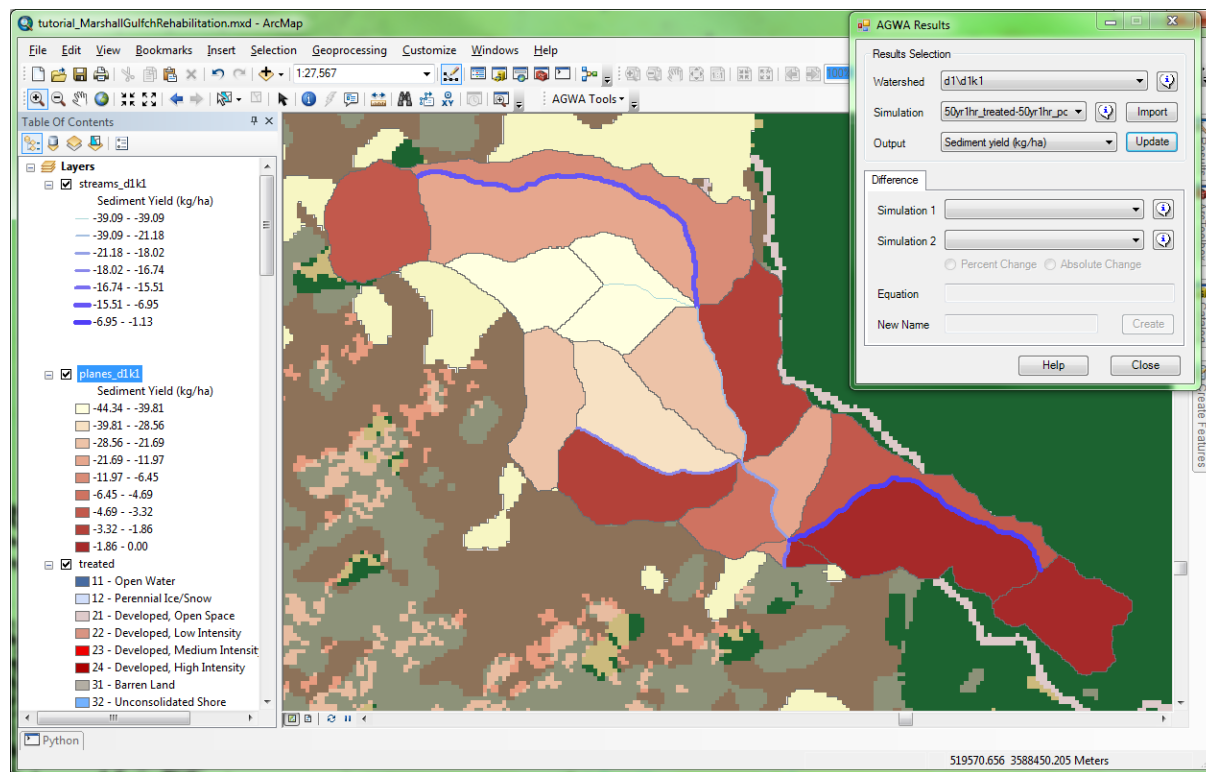 tutorial_MarshallGulfchRehabilitation.mxd - ArcMap
File Edit View Bookmarks Insert Selection Geoprocessing Customize Windows Help
1:27,567
100%
AGWA Tools
Table Of Contents
Layers
streams_d1k1
Sediment Yield (kg/ha)
-39.09 - -39.09
-39.09 - -21.18
-21.18 - -18.02
-18.02 - -16.74
-16.74 - -15.51
-15.51 - -6.95
-6.95 - -1.13
planes_d1k1
Sediment Yield (kg/ha)
-44.34 - -39.81
-39.81 - -28.56
-28.56 - -21.69
-21.69 - -11.97
-11.97 - -6.45
-6.45 - -4.69
-4.69 - -3.32
-3.32 - -1.86
-1.86 - 0.00
treated
11 - Open Water
12 - Perennial Ice/Snow
21 - Developed, Open Space
22 - Developed, Low Intensity
23 - Developed, Medium Intensit
24 - Developed, High Intensity
31 - Barren Land
32 - Unconsolidated Shore
AGWA Results
Results Selection
Watershed d1\d1k1
Simulation 50yr1hr_treated-50yr1hr_pc Import
Output Sediment yield (kg/ha) Update
Difference
Simulation 1
Simulation 2
Percent Change Absolute Change
Equation
New Name Create
Help Close
Create Features
Python
519570.656 3588450.205 Meters